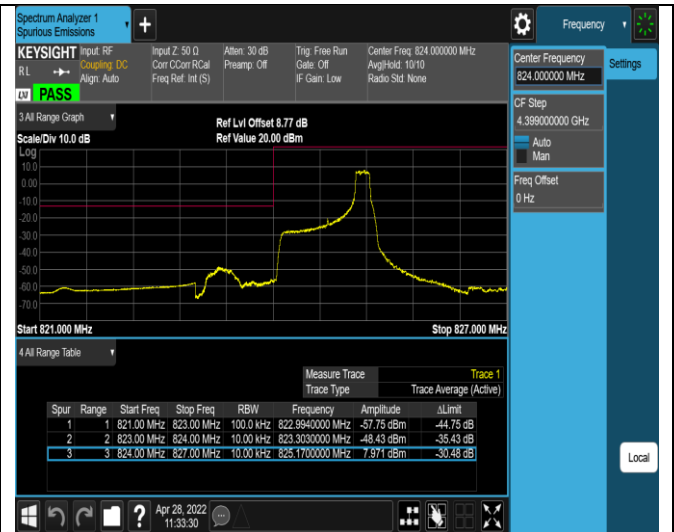 Spectrum Analyzer 1
Spurious Emissions
+
Frequency
KEYSIGHT Input: RF Input Z: 50 Ω Atten: 30 dB Trig: Free Run Center Freq: 824.000000 MHz
R L Coupling: DC Corr CCorr RCal Preamp: Off Gate: Off Avg|Hold: 10/10
Align: Auto Freq Ref: Int (S) IF Gain: Low Radio Std: None
LXI PASS
Center Frequency
824.000000 MHz
Settings
CF Step
4.399000000 GHz
Auto
Man
Freq Offset
0 Hz
3 All Range Graph
Ref Lvl Offset 8.77 dB
Scale/Div 10.0 dB Ref Value 20.00 dBm
Log
10.0
0.00
-10.0
-20.0
-30.0
-40.0
-50.0
-60.0
-70.0
Start 821.000 MHz Stop 827.000 MHz
4 All Range Table
Measure Trace Trace 1
Trace Type Trace Average (Active)
Spur Range Start Freq Stop Freq RBW Frequency Amplitude ΔLimit
1 1 821.00 MHz 823.00 MHz 100.0 kHz 822.9940000 MHz -57.75 dBm -44.75 dB
2 2 823.00 MHz 824.00 MHz 10.00 kHz 823.3030000 MHz -48.43 dBm -35.43 dB
3 3 824.00 MHz 827.00 MHz 10.00 kHz 825.1700000 MHz 7.971 dBm -30.48 dB
Local
? Apr 28, 2022
11:33:30